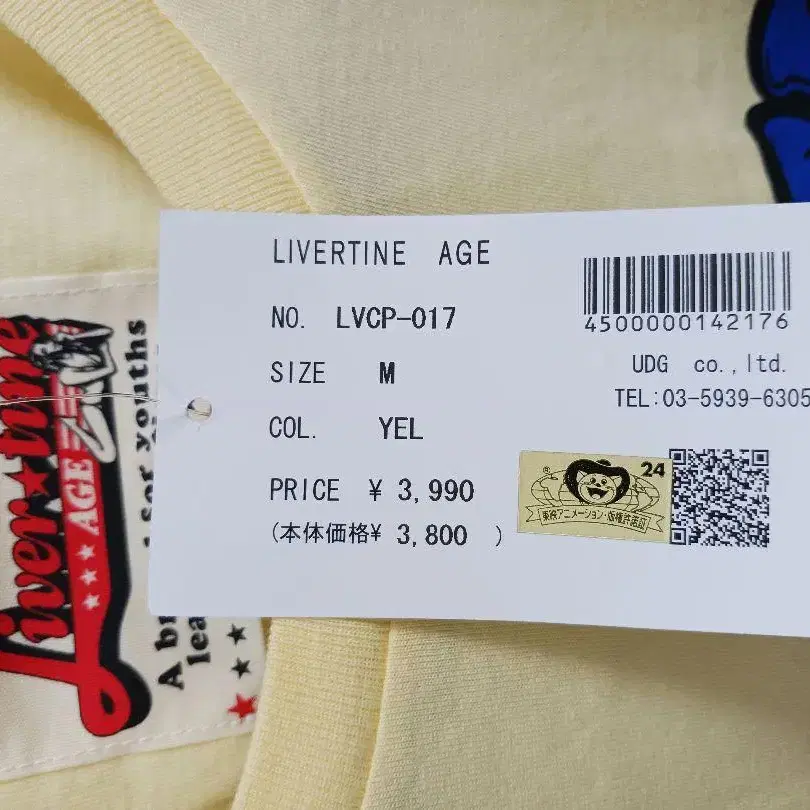 LIVERTINE AGE
NO. LVCP-017
SIZE M
COL. YEL
PRICE ¥ 3,990
(本体価格¥ 3,800 )
4500000142176
UDG co.,ltd.
TEL:03-5939-6305
24
東映アニメーション・版権許諾証
Liver★tine
AGE
for youths
A br
lea